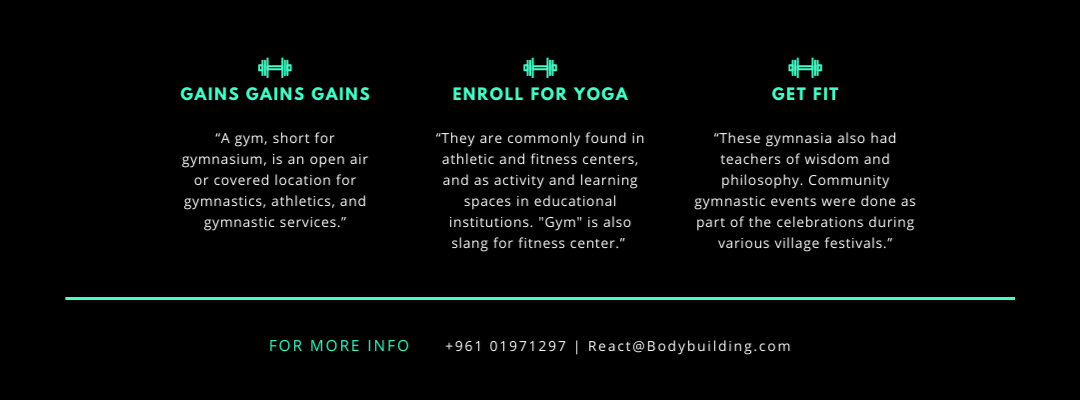 GAINS GAINS GAINS
“A gym, short for
gymnasium, is an open air
or covered location for
gymnastics, athletics, and
gymnastic services.”
ENROLL FOR YOGA
“They are commonly found in
athletic and fitness centers,
and as activity and learning
spaces in educational
institutions. "Gym" is also
slang for fitness center.”
GET FIT
“These gymnasia also had
teachers of wisdom and
philosophy. Community
gymnastic events were done as
part of the celebrations during
various village festivals.”
FOR MORE INFO +961 01971297 | React@Bodybuilding.com